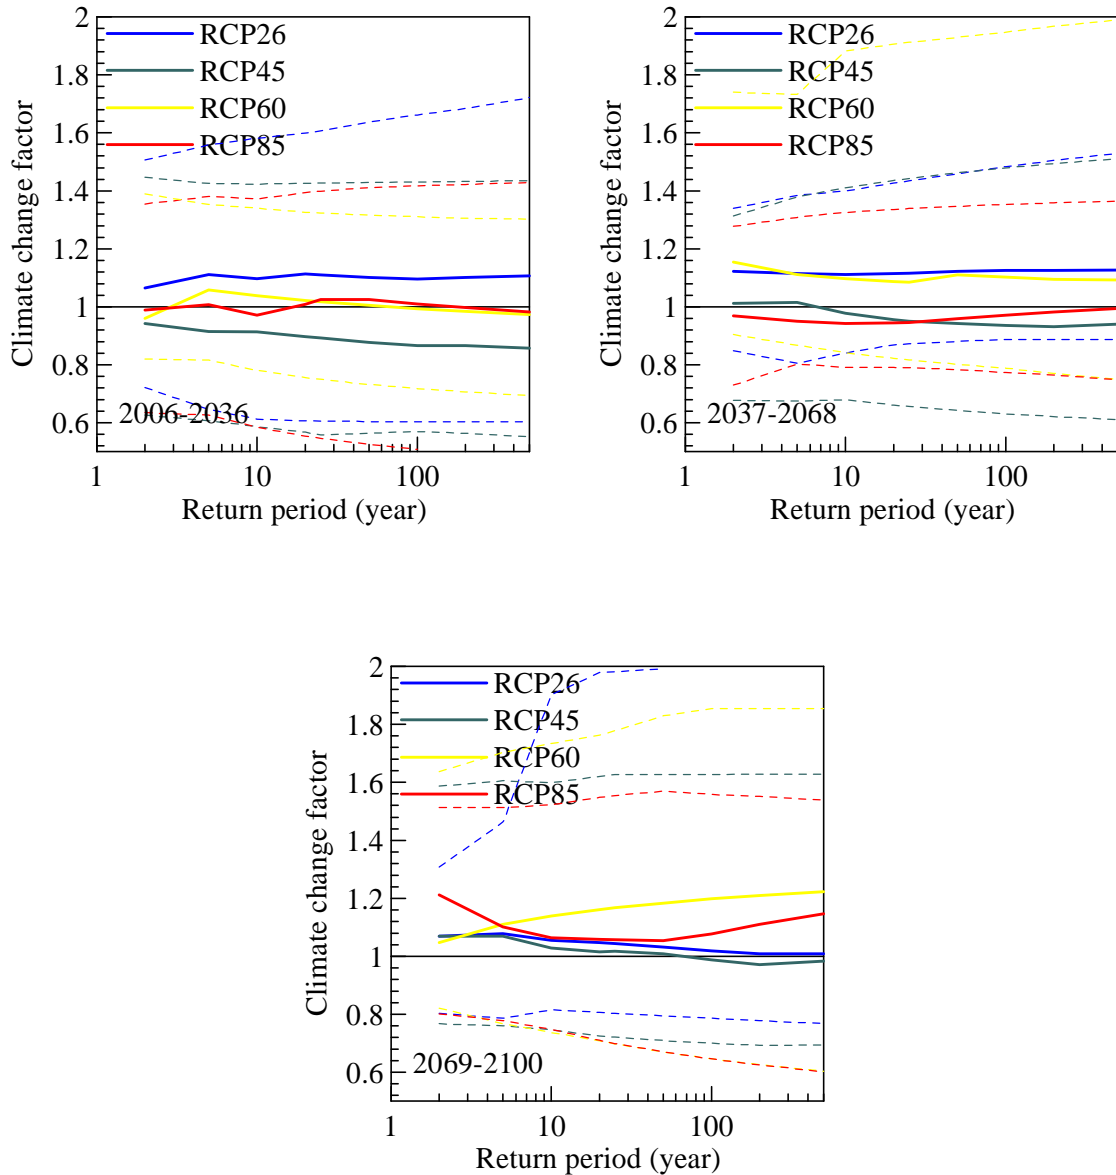 2
1.8
1.6
1.4
1.2
1
0.8
0.6
Climate change factor
RCP26
RCP45
RCP60
RCP85
2006-2036
1 10 100
Return period (year)
2
1.8
1.6
1.4
1.2
1
0.8
0.6
Climate change factor
RCP26
RCP45
RCP60
RCP85
2037-2068
1 10 100
Return period (year)
2
1.8
1.6
1.4
1.2
1
0.8
0.6
Climate change factor
RCP26
RCP45
RCP60
RCP85
2069-2100
1 10 100
Return period (year)